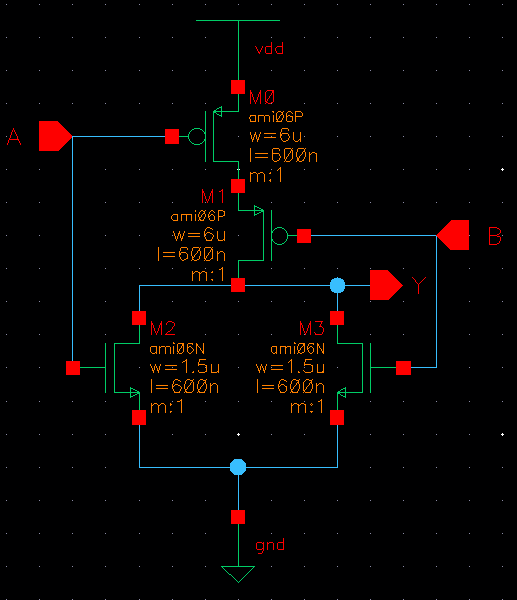 vdd
M0
ami06P
w=6u
l=600n
m:1
A
M1
ami06P
w=6u
l=600n
m:1
B
Y
M2
ami06N
w=1.5u
l=600n
m:1
M3
ami06N
w=1.5u
l=600n
m:1
gnd